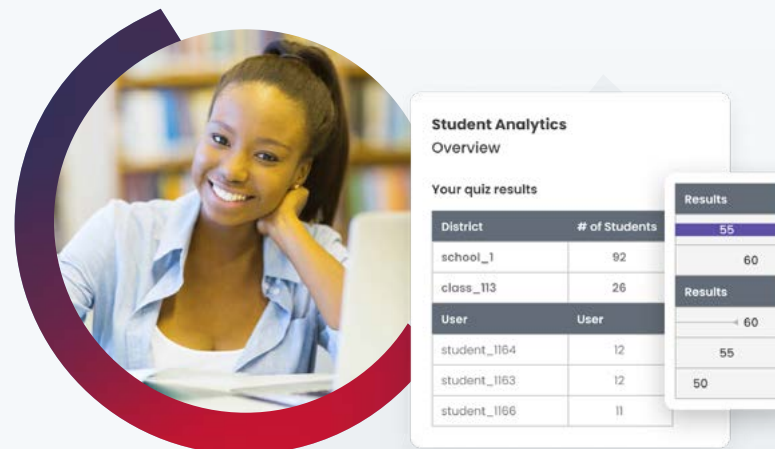 Student Analytics
Overview
Your quiz results
District # of Students
school_1 92
class_113 26
User User
student_1164 12
student_1163 12
student_1166 11
Results
55
60
Results
60
55
50